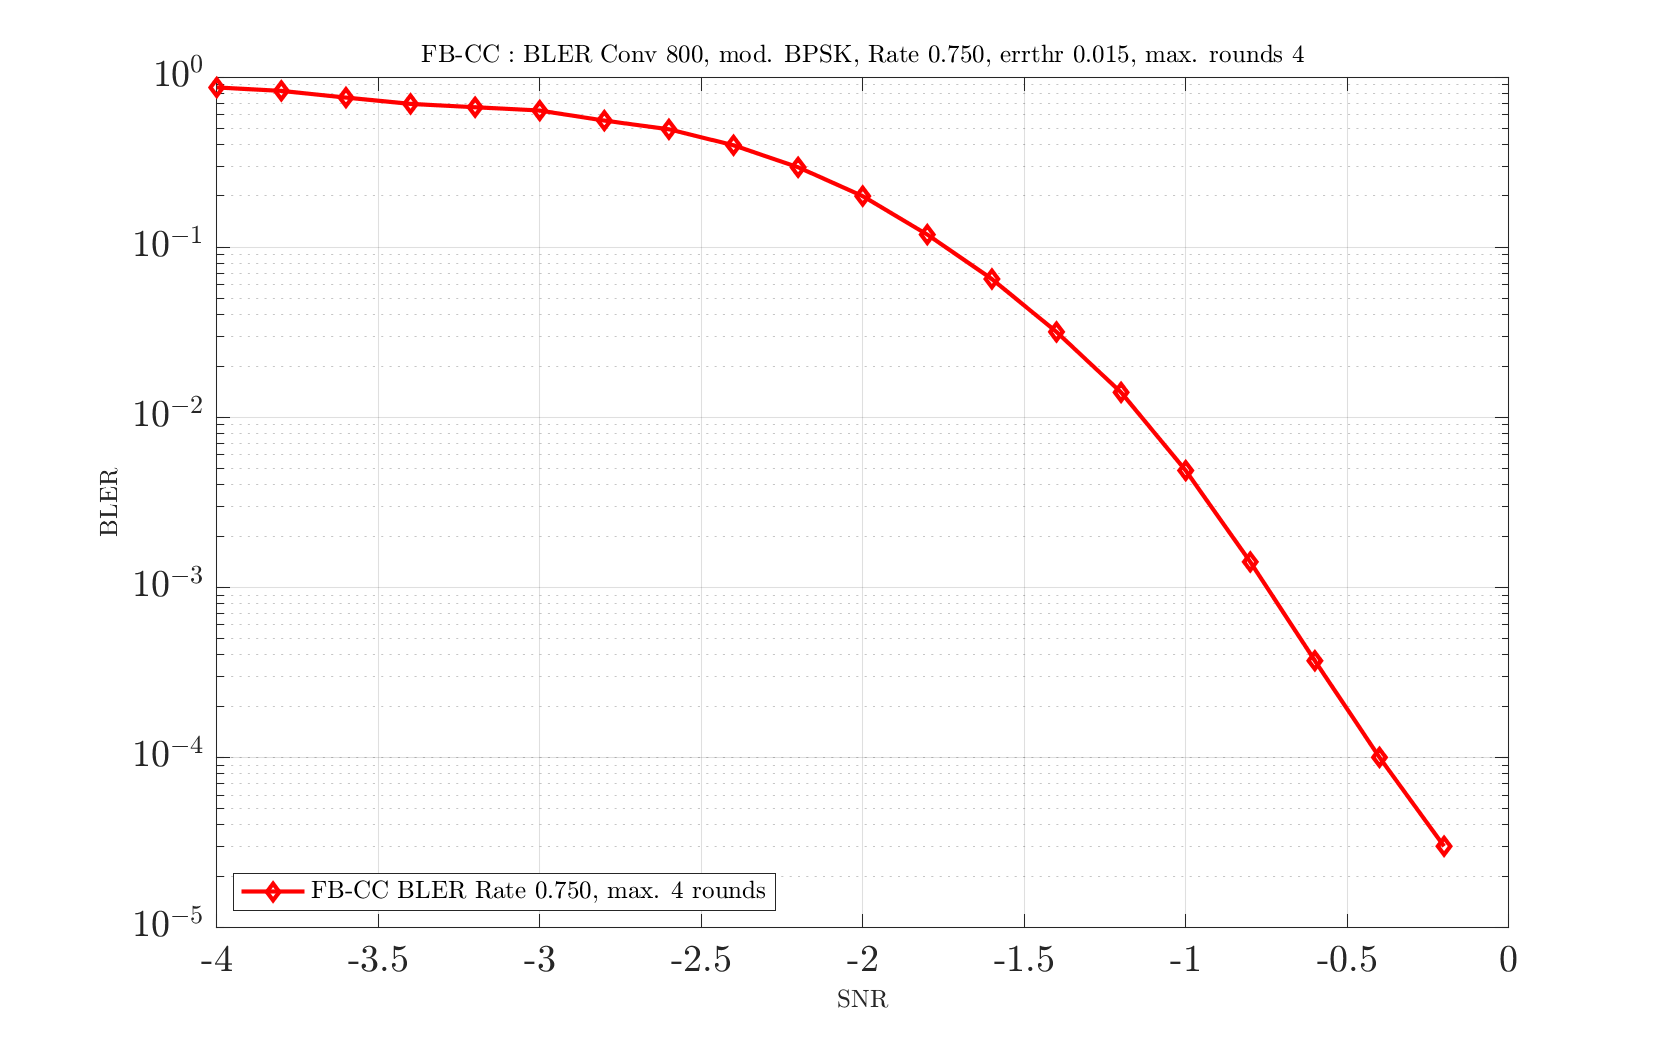 FB-CC : BLER Conv 800, mod. BPSK, Rate 0.750, errthr 0.015, max. rounds 4
10⁰
10⁻¹
10⁻²
10⁻³
10⁻⁴
10⁻⁵
BLER
FB-CC BLER Rate 0.750, max. 4 rounds
-4 -3.5 -3 -2.5 -2 -1.5 -1 -0.5 0
SNR